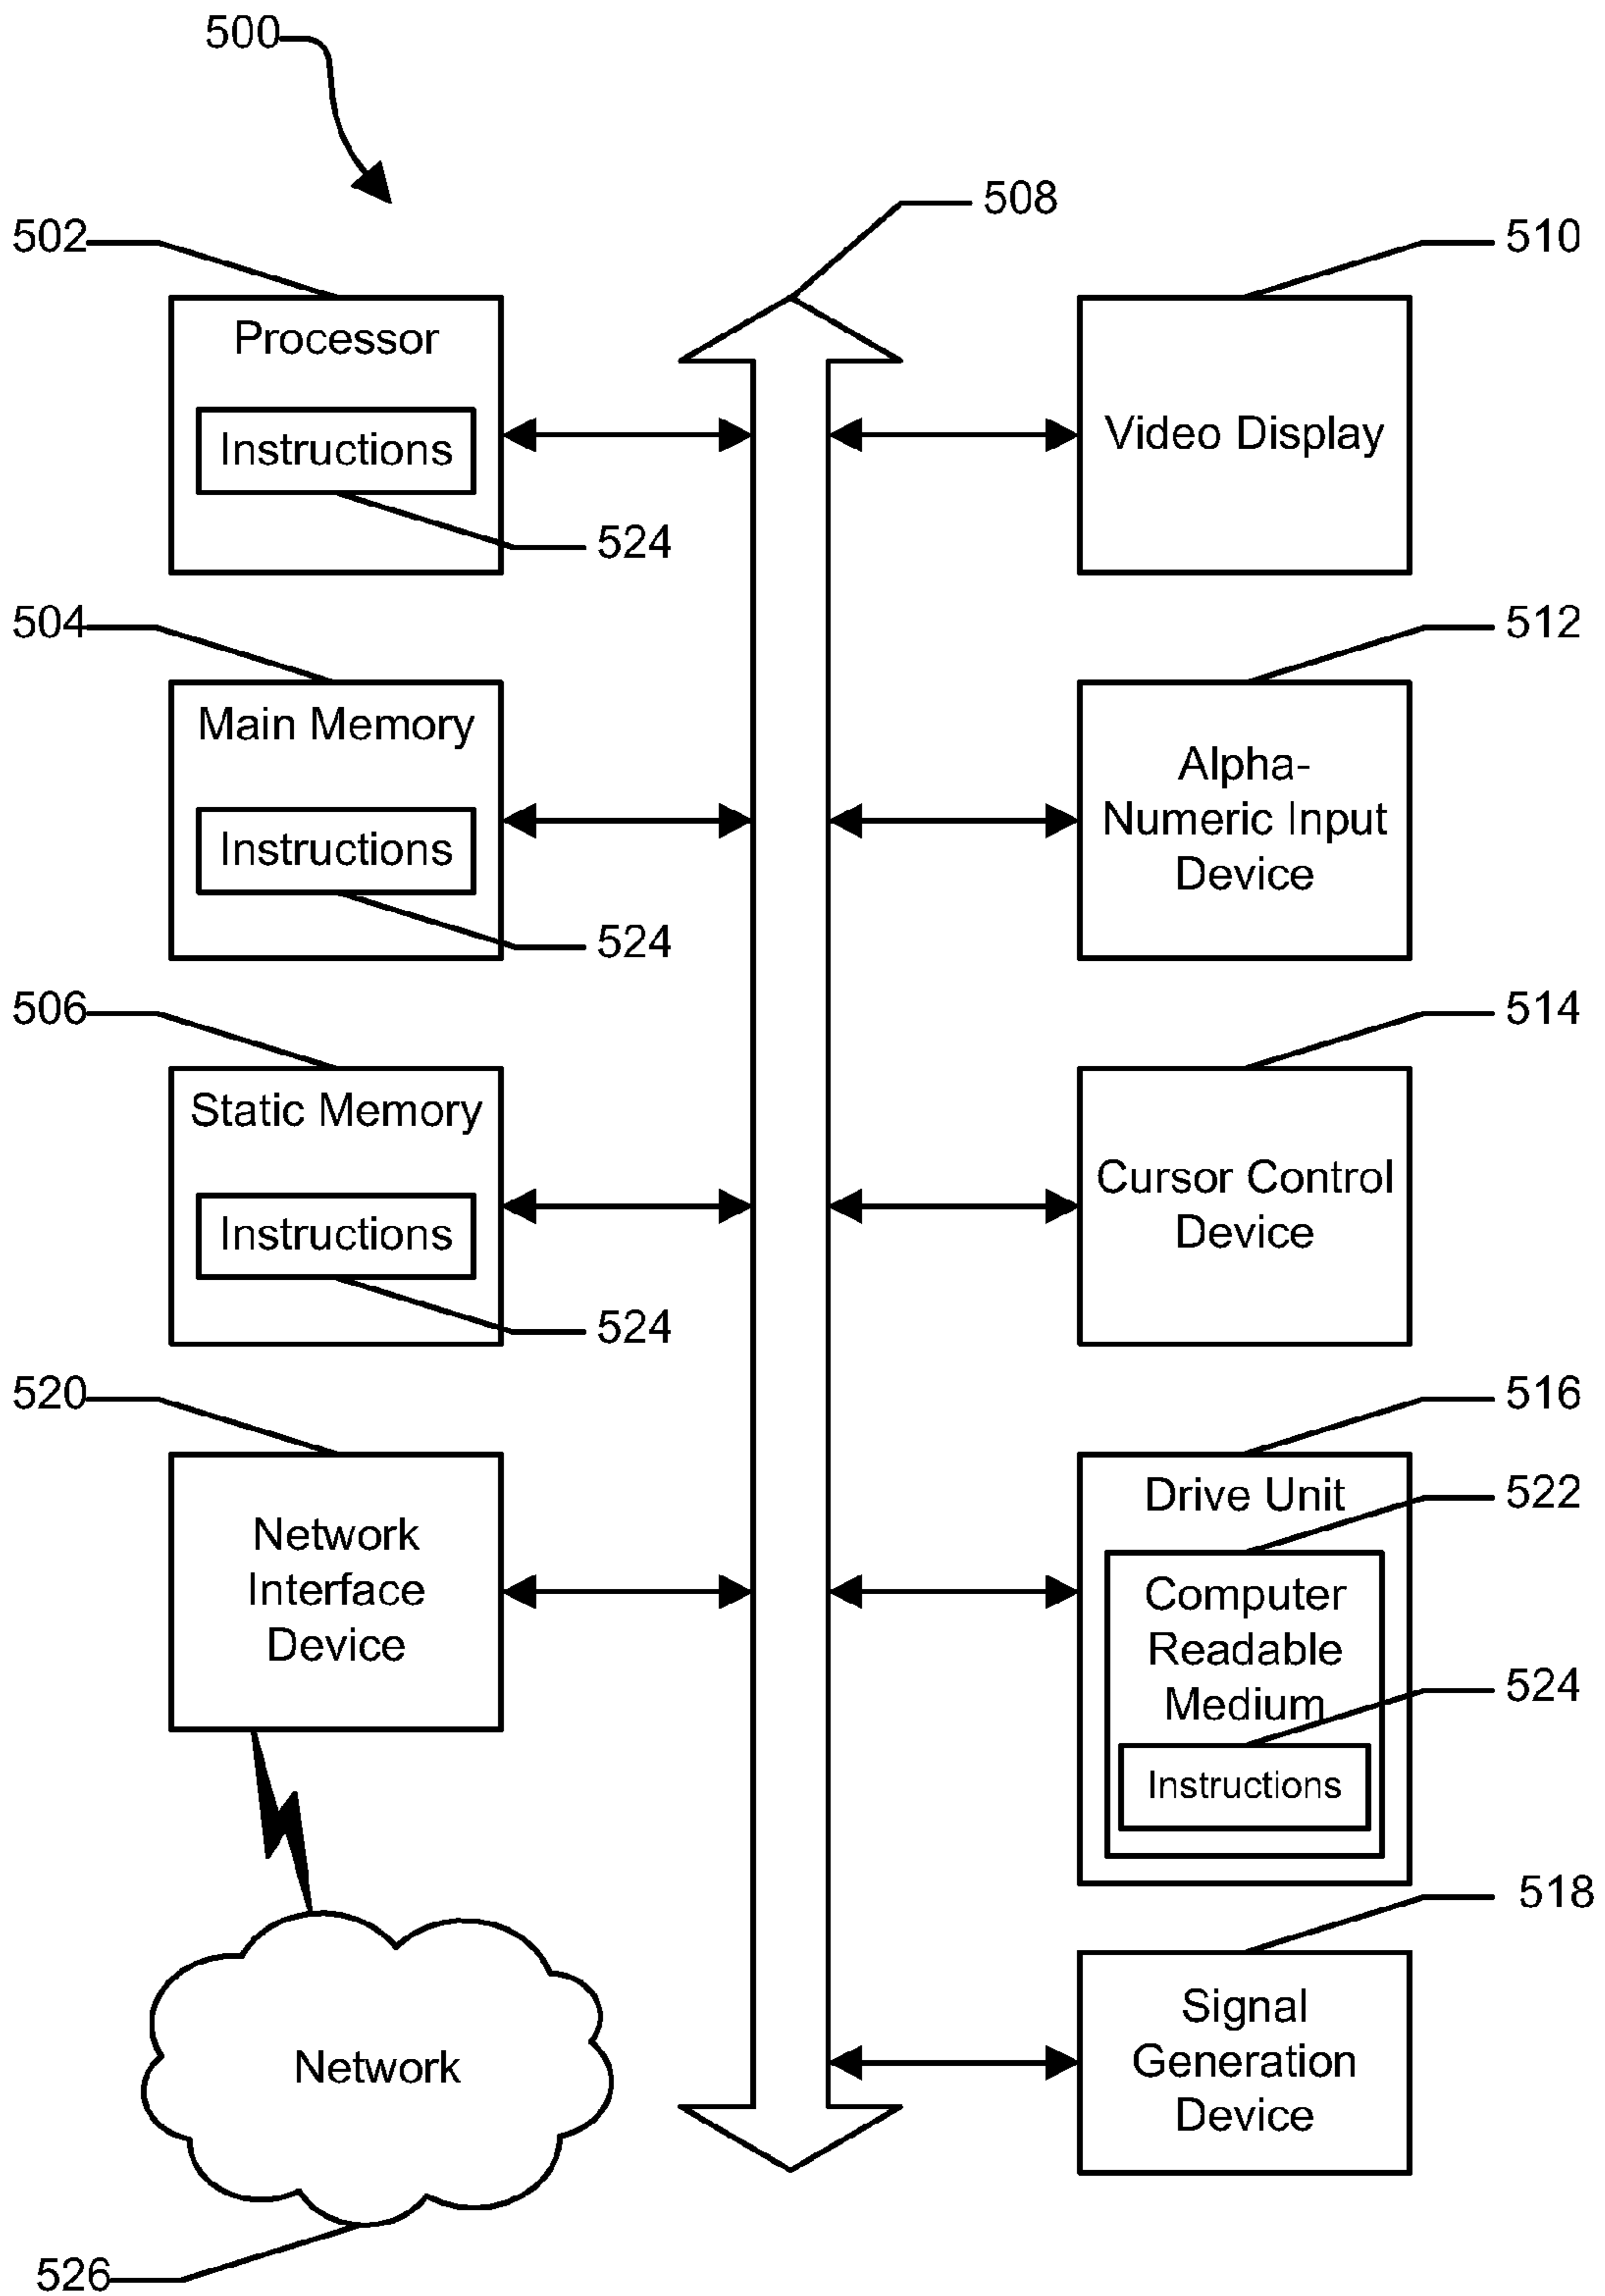 500
508
502
510
Processor
Instructions
524
Video Display
504
512
Main Memory
Instructions
524
Alpha-
Numeric Input
Device
506
514
Static Memory
Instructions
524
Cursor Control
Device
520
516
Network
Interface
Device
Drive Unit
522
Computer
Readable
Medium
524
Instructions
518
Signal
Generation
Device
Network
526